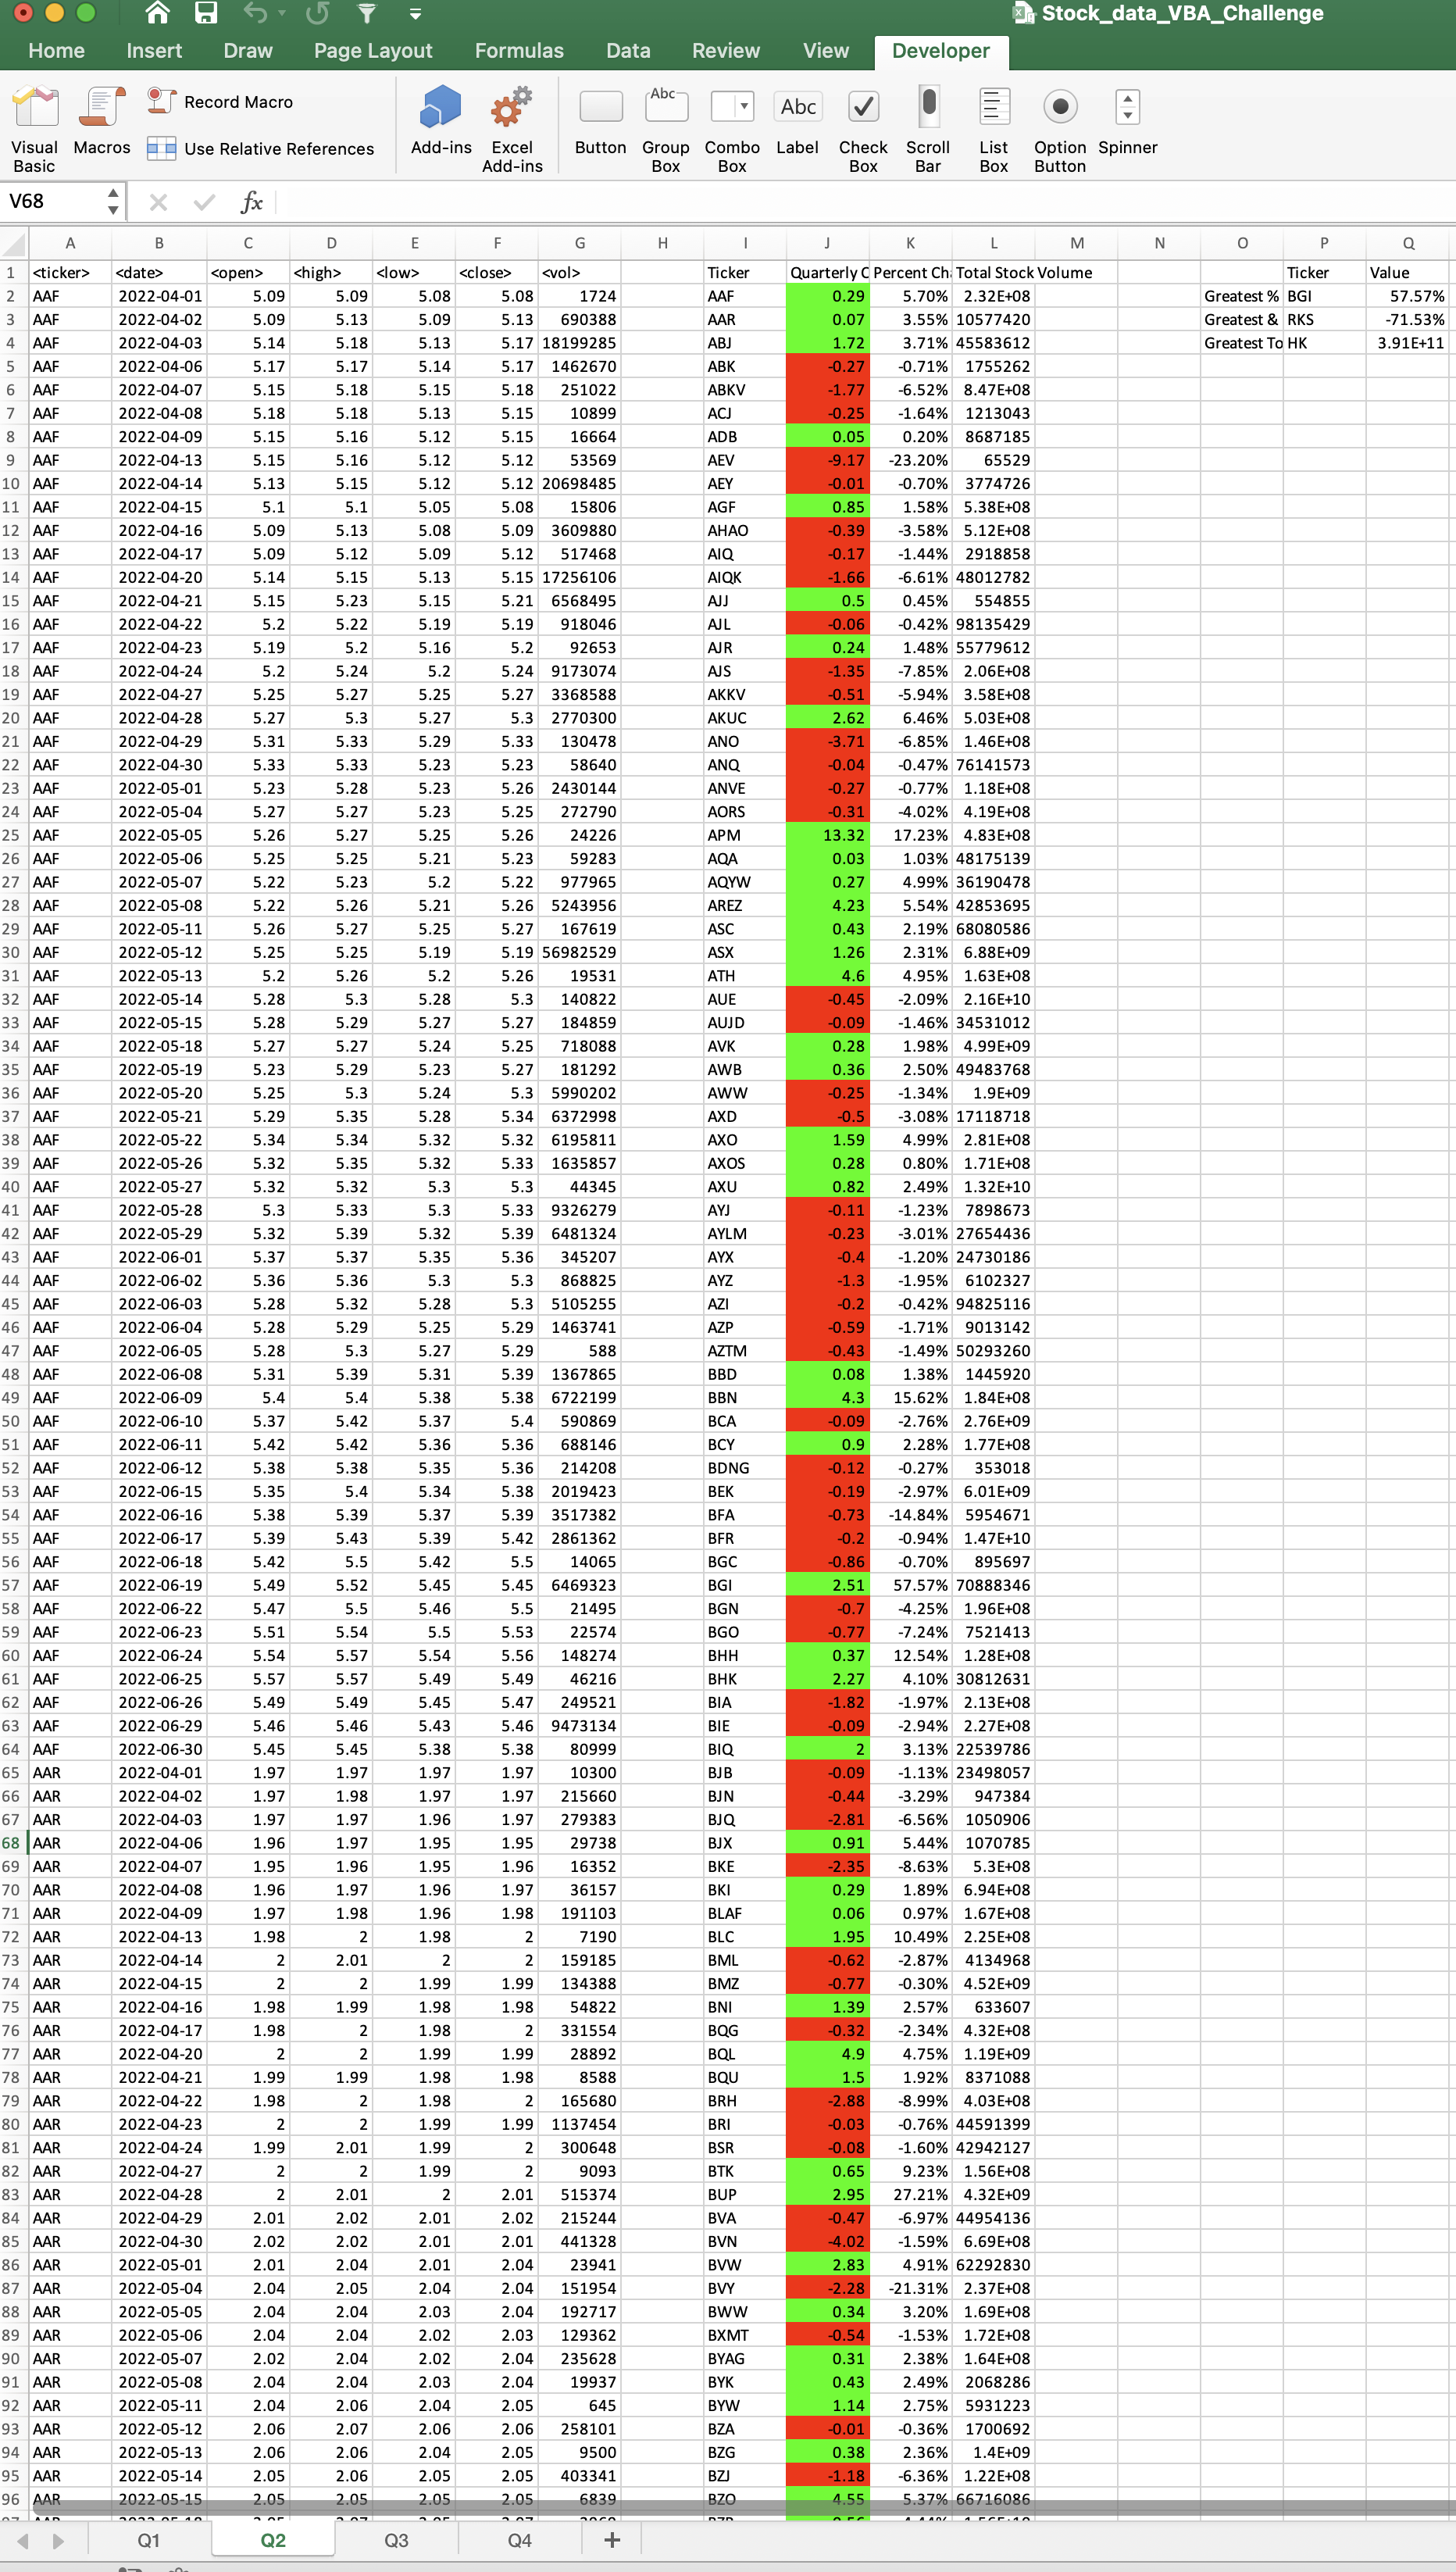 Stock_data_VBA_Challenge
Home Insert Draw Page Layout Formulas Data Review View Developer
Record Macro
Use Relative References
Abc Abc
Visual Basic Macros Add-ins Excel Add-ins Button Group Box Combo Box Label Check Box Scroll Bar List Box Option Button Spinner
V68 fx
A B C D E F G H I J K L M N O P Q
1 <ticker> <date> <open> <high> <low> <close> <vol> Ticker Quarterly C Percent Ch Total Stock Volume Ticker Value
2 AAF 2022-04-01 5.09 5.09 5.08 5.08 1724 AAF 0.29 5.70% 2.32E+08 Greatest % BGI 57.57%
3 AAF 2022-04-02 5.09 5.13 5.09 5.13 690388 AAR 0.07 3.55% 10577420 Greatest & RKS -71.53%
4 AAF 2022-04-03 5.14 5.18 5.13 5.17 18199285 ABJ 1.72 3.71% 45583612 Greatest To HK 3.91E+11
5 AAF 2022-04-06 5.17 5.17 5.14 5.17 1462670 ABK -0.27 -0.71% 1755262
6 AAF 2022-04-07 5.15 5.18 5.15 5.18 251022 ABKV -1.77 -6.52% 8.47E+08
7 AAF 2022-04-08 5.18 5.18 5.13 5.15 10899 ACJ -0.25 -1.64% 1213043
8 AAF 2022-04-09 5.15 5.16 5.12 5.15 16664 ADB 0.05 0.20% 8687185
9 AAF 2022-04-13 5.15 5.16 5.12 5.12 53569 AEV -9.17 -23.20% 65529
10 AAF 2022-04-14 5.13 5.15 5.12 5.12 20698485 AEY -0.01 -0.70% 3774726
11 AAF 2022-04-15 5.1 5.1 5.05 5.08 15806 AGF 0.85 1.58% 5.38E+08
12 AAF 2022-04-16 5.09 5.13 5.08 5.09 3609880 AHAO -0.39 -3.58% 5.12E+08
13 AAF 2022-04-17 5.09 5.12 5.09 5.12 517468 AIQ -0.17 -1.44% 2918858
14 AAF 2022-04-20 5.14 5.15 5.13 5.15 17256106 AIQK -1.66 -6.61% 48012782
15 AAF 2022-04-21 5.15 5.23 5.15 5.21 6568495 AJJ 0.5 0.45% 554855
16 AAF 2022-04-22 5.2 5.22 5.19 5.19 918046 AJL -0.06 -0.42% 98135429
17 AAF 2022-04-23 5.19 5.2 5.16 5.2 92653 AJR 0.24 1.48% 55779612
18 AAF 2022-04-24 5.2 5.24 5.2 5.24 9173074 AJS -1.35 -7.85% 2.06E+08
19 AAF 2022-04-27 5.25 5.27 5.25 5.27 3368588 AKKV -0.51 -5.94% 3.58E+08
20 AAF 2022-04-28 5.27 5.3 5.27 5.3 2770300 AKUC 2.62 6.46% 5.03E+08
21 AAF 2022-04-29 5.31 5.33 5.29 5.33 130478 ANO -3.71 -6.85% 1.46E+08
22 AAF 2022-04-30 5.33 5.33 5.23 5.23 58640 ANQ -0.04 -0.47% 76141573
23 AAF 2022-05-01 5.23 5.28 5.23 5.26 2430144 ANVE -0.27 -0.77% 1.18E+08
24 AAF 2022-05-04 5.27 5.27 5.23 5.25 272790 AORS -0.31 -4.02% 4.19E+08
25 AAF 2022-05-05 5.26 5.27 5.25 5.26 24226 APM 13.32 17.23% 4.83E+08
26 AAF 2022-05-06 5.25 5.25 5.21 5.23 59283 AQA 0.03 1.03% 48175139
27 AAF 2022-05-07 5.22 5.23 5.2 5.22 977965 AQYW 0.27 4.99% 36190478
28 AAF 2022-05-08 5.22 5.26 5.21 5.26 5243956 AREZ 4.23 5.54% 42853695
29 AAF 2022-05-11 5.26 5.27 5.25 5.27 167619 ASC 0.43 2.19% 68080586
30 AAF 2022-05-12 5.25 5.25 5.19 5.19 56982529 ASX 1.26 2.31% 6.88E+09
31 AAF 2022-05-13 5.2 5.26 5.2 5.26 19531 ATH 4.6 4.95% 1.63E+08
32 AAF 2022-05-14 5.28 5.3 5.28 5.3 140822 AUE -0.45 -2.09% 2.16E+10
33 AAF 2022-05-15 5.28 5.29 5.27 5.27 184859 AUJD -0.09 -1.46% 34531012
34 AAF 2022-05-18 5.27 5.27 5.24 5.25 718088 AVK 0.28 1.98% 4.99E+09
35 AAF 2022-05-19 5.23 5.29 5.23 5.27 181292 AWB 0.36 2.50% 49483768
36 AAF 2022-05-20 5.25 5.3 5.24 5.3 5990202 AWW -0.25 -1.34% 1.9E+09
37 AAF 2022-05-21 5.29 5.35 5.28 5.34 6372998 AXD -0.5 -3.08% 17118718
38 AAF 2022-05-22 5.34 5.34 5.32 5.32 6195811 AXO 1.59 4.99% 2.81E+08
39 AAF 2022-05-26 5.32 5.35 5.32 5.33 1635857 AXOS 0.28 0.80% 1.71E+08
40 AAF 2022-05-27 5.32 5.32 5.3 5.3 44345 AXU 0.82 2.49% 1.32E+10
41 AAF 2022-05-28 5.3 5.33 5.3 5.33 9326279 AYJ -0.11 -1.23% 7898673
42 AAF 2022-05-29 5.32 5.39 5.32 5.39 6481324 AYLM -0.23 -3.01% 27654436
43 AAF 2022-06-01 5.37 5.37 5.35 5.36 345207 AYX -0.4 -1.20% 24730186
44 AAF 2022-06-02 5.36 5.36 5.3 5.3 868825 AYZ -1.3 -1.95% 6102327
45 AAF 2022-06-03 5.28 5.32 5.28 5.3 5105255 AZI -0.2 -0.42% 94825116
46 AAF 2022-06-04 5.28 5.29 5.25 5.29 1463741 AZP -0.59 -1.71% 9013142
47 AAF 2022-06-05 5.28 5.3 5.27 5.29 588 AZTM -0.43 -1.49% 50293260
48 AAF 2022-06-08 5.31 5.39 5.31 5.39 1367865 BBD 0.08 1.38% 1445920
49 AAF 2022-06-09 5.4 5.4 5.38 5.38 6722199 BBN 4.3 15.62% 1.84E+08
50 AAF 2022-06-10 5.37 5.42 5.37 5.4 590869 BCA -0.09 -2.76% 2.76E+09
51 AAF 2022-06-11 5.42 5.42 5.36 5.36 688146 BCY 0.9 2.28% 1.77E+08
52 AAF 2022-06-12 5.38 5.38 5.35 5.36 214208 BDNG -0.12 -0.27% 353018
53 AAF 2022-06-15 5.35 5.4 5.34 5.38 2019423 BEK -0.19 -2.97% 6.01E+09
54 AAF 2022-06-16 5.38 5.39 5.37 5.39 3517382 BFA -0.73 -14.84% 5954671
55 AAF 2022-06-17 5.39 5.43 5.39 5.42 2861362 BFR -0.2 -0.94% 1.47E+10
56 AAF 2022-06-18 5.42 5.5 5.42 5.5 14065 BGC -0.86 -0.70% 895697
57 AAF 2022-06-19 5.49 5.52 5.45 5.45 6469323 BGI 2.51 57.57% 70888346
58 AAF 2022-06-22 5.47 5.5 5.46 5.5 21495 BGN -0.7 -4.25% 1.96E+08
59 AAF 2022-06-23 5.51 5.54 5.5 5.53 22574 BGO -0.77 -7.24% 7521413
60 AAF 2022-06-24 5.54 5.57 5.54 5.56 148274 BHH 0.37 12.54% 1.28E+08
61 AAF 2022-06-25 5.57 5.57 5.49 5.49 46216 BHK 2.27 4.10% 30812631
62 AAF 2022-06-26 5.49 5.49 5.45 5.47 249521 BIA -1.82 -1.97% 2.13E+08
63 AAF 2022-06-29 5.46 5.46 5.43 5.46 9473134 BIE -0.09 -2.94% 2.27E+08
64 AAF 2022-06-30 5.45 5.45 5.38 5.38 80999 BIQ 2 3.13% 22539786
65 AAR 2022-04-01 1.97 1.97 1.97 1.97 10300 BJB -0.09 -1.13% 23498057
66 AAR 2022-04-02 1.97 1.98 1.97 1.97 215660 BJN -0.44 -3.29% 947384
67 AAR 2022-04-03 1.97 1.97 1.96 1.97 279383 BJQ -2.81 -6.56% 1050906
68 AAR 2022-04-06 1.96 1.97 1.95 1.95 29738 BJX 0.91 5.44% 1070785
69 AAR 2022-04-07 1.95 1.96 1.95 1.96 16352 BKE -2.35 -8.63% 5.3E+08
70 AAR 2022-04-08 1.96 1.97 1.96 1.97 36157 BKI 0.29 1.89% 6.94E+08
71 AAR 2022-04-09 1.97 1.98 1.96 1.98 191103 BLAF 0.06 0.97% 1.67E+08
72 AAR 2022-04-13 1.98 2 1.98 2 7190 BLC 1.95 10.49% 2.25E+08
73 AAR 2022-04-14 2 2.01 2 2 159185 BML -0.62 -2.87% 4134968
74 AAR 2022-04-15 2 2 1.99 1.99 134388 BMZ -0.77 -0.30% 4.52E+09
75 AAR 2022-04-16 1.98 1.99 1.98 1.98 54822 BNI 1.39 2.57% 633607
76 AAR 2022-04-17 1.98 2 1.98 2 331554 BQG -0.32 -2.34% 4.32E+08
77 AAR 2022-04-20 2 2 1.99 1.99 28892 BQL 4.9 4.75% 1.19E+09
78 AAR 2022-04-21 1.99 1.99 1.98 1.98 8588 BQU 1.5 1.92% 8371088
79 AAR 2022-04-22 1.98 2 1.98 2 165680 BRH -2.88 -8.99% 4.03E+08
80 AAR 2022-04-23 2 2 1.99 1.99 1137454 BRI -0.03 -0.76% 44591399
81 AAR 2022-04-24 1.99 2.01 1.99 2 300648 BSR -0.08 -1.60% 42942127
82 AAR 2022-04-27 2 2 1.99 2 9093 BTK 0.65 9.23% 1.56E+08
83 AAR 2022-04-28 2 2.01 2 2.01 515374 BUP 2.95 27.21% 4.32E+09
84 AAR 2022-04-29 2.01 2.02 2.01 2.02 215244 BVA -0.47 -6.97% 44954136
85 AAR 2022-04-30 2.02 2.02 2.01 2.01 441328 BVN -4.02 -1.59% 6.69E+08
86 AAR 2022-05-01 2.01 2.04 2.01 2.04 23941 BVW 2.83 4.91% 62292830
87 AAR 2022-05-04 2.04 2.05 2.04 2.04 151954 BVY -2.28 -21.31% 2.37E+08
88 AAR 2022-05-05 2.04 2.04 2.03 2.04 192717 BWW 0.34 3.20% 1.69E+08
89 AAR 2022-05-06 2.04 2.04 2.02 2.03 129362 BXMT -0.54 -1.53% 1.72E+08
90 AAR 2022-05-07 2.02 2.04 2.02 2.04 235628 BYAG 0.31 2.38% 1.64E+08
91 AAR 2022-05-08 2.04 2.04 2.03 2.04 19937 BYK 0.43 2.49% 2068286
92 AAR 2022-05-11 2.04 2.06 2.04 2.05 645 BYW 1.14 2.75% 5931223
93 AAR 2022-05-12 2.06 2.07 2.06 2.06 258101 BZA -0.01 -0.36% 1700692
94 AAR 2022-05-13 2.06 2.06 2.04 2.05 9500 BZG 0.38 2.36% 1.4E+09
95 AAR 2022-05-14 2.05 2.06 2.05 2.05 403341 BZJ -1.18 -6.36% 1.22E+08
96 AAR 2022-05-15 2.05 2.05 2.05 2.05 6839 BZO 4.55 5.37% 66716086
Q1 Q2 Q3 Q4 +